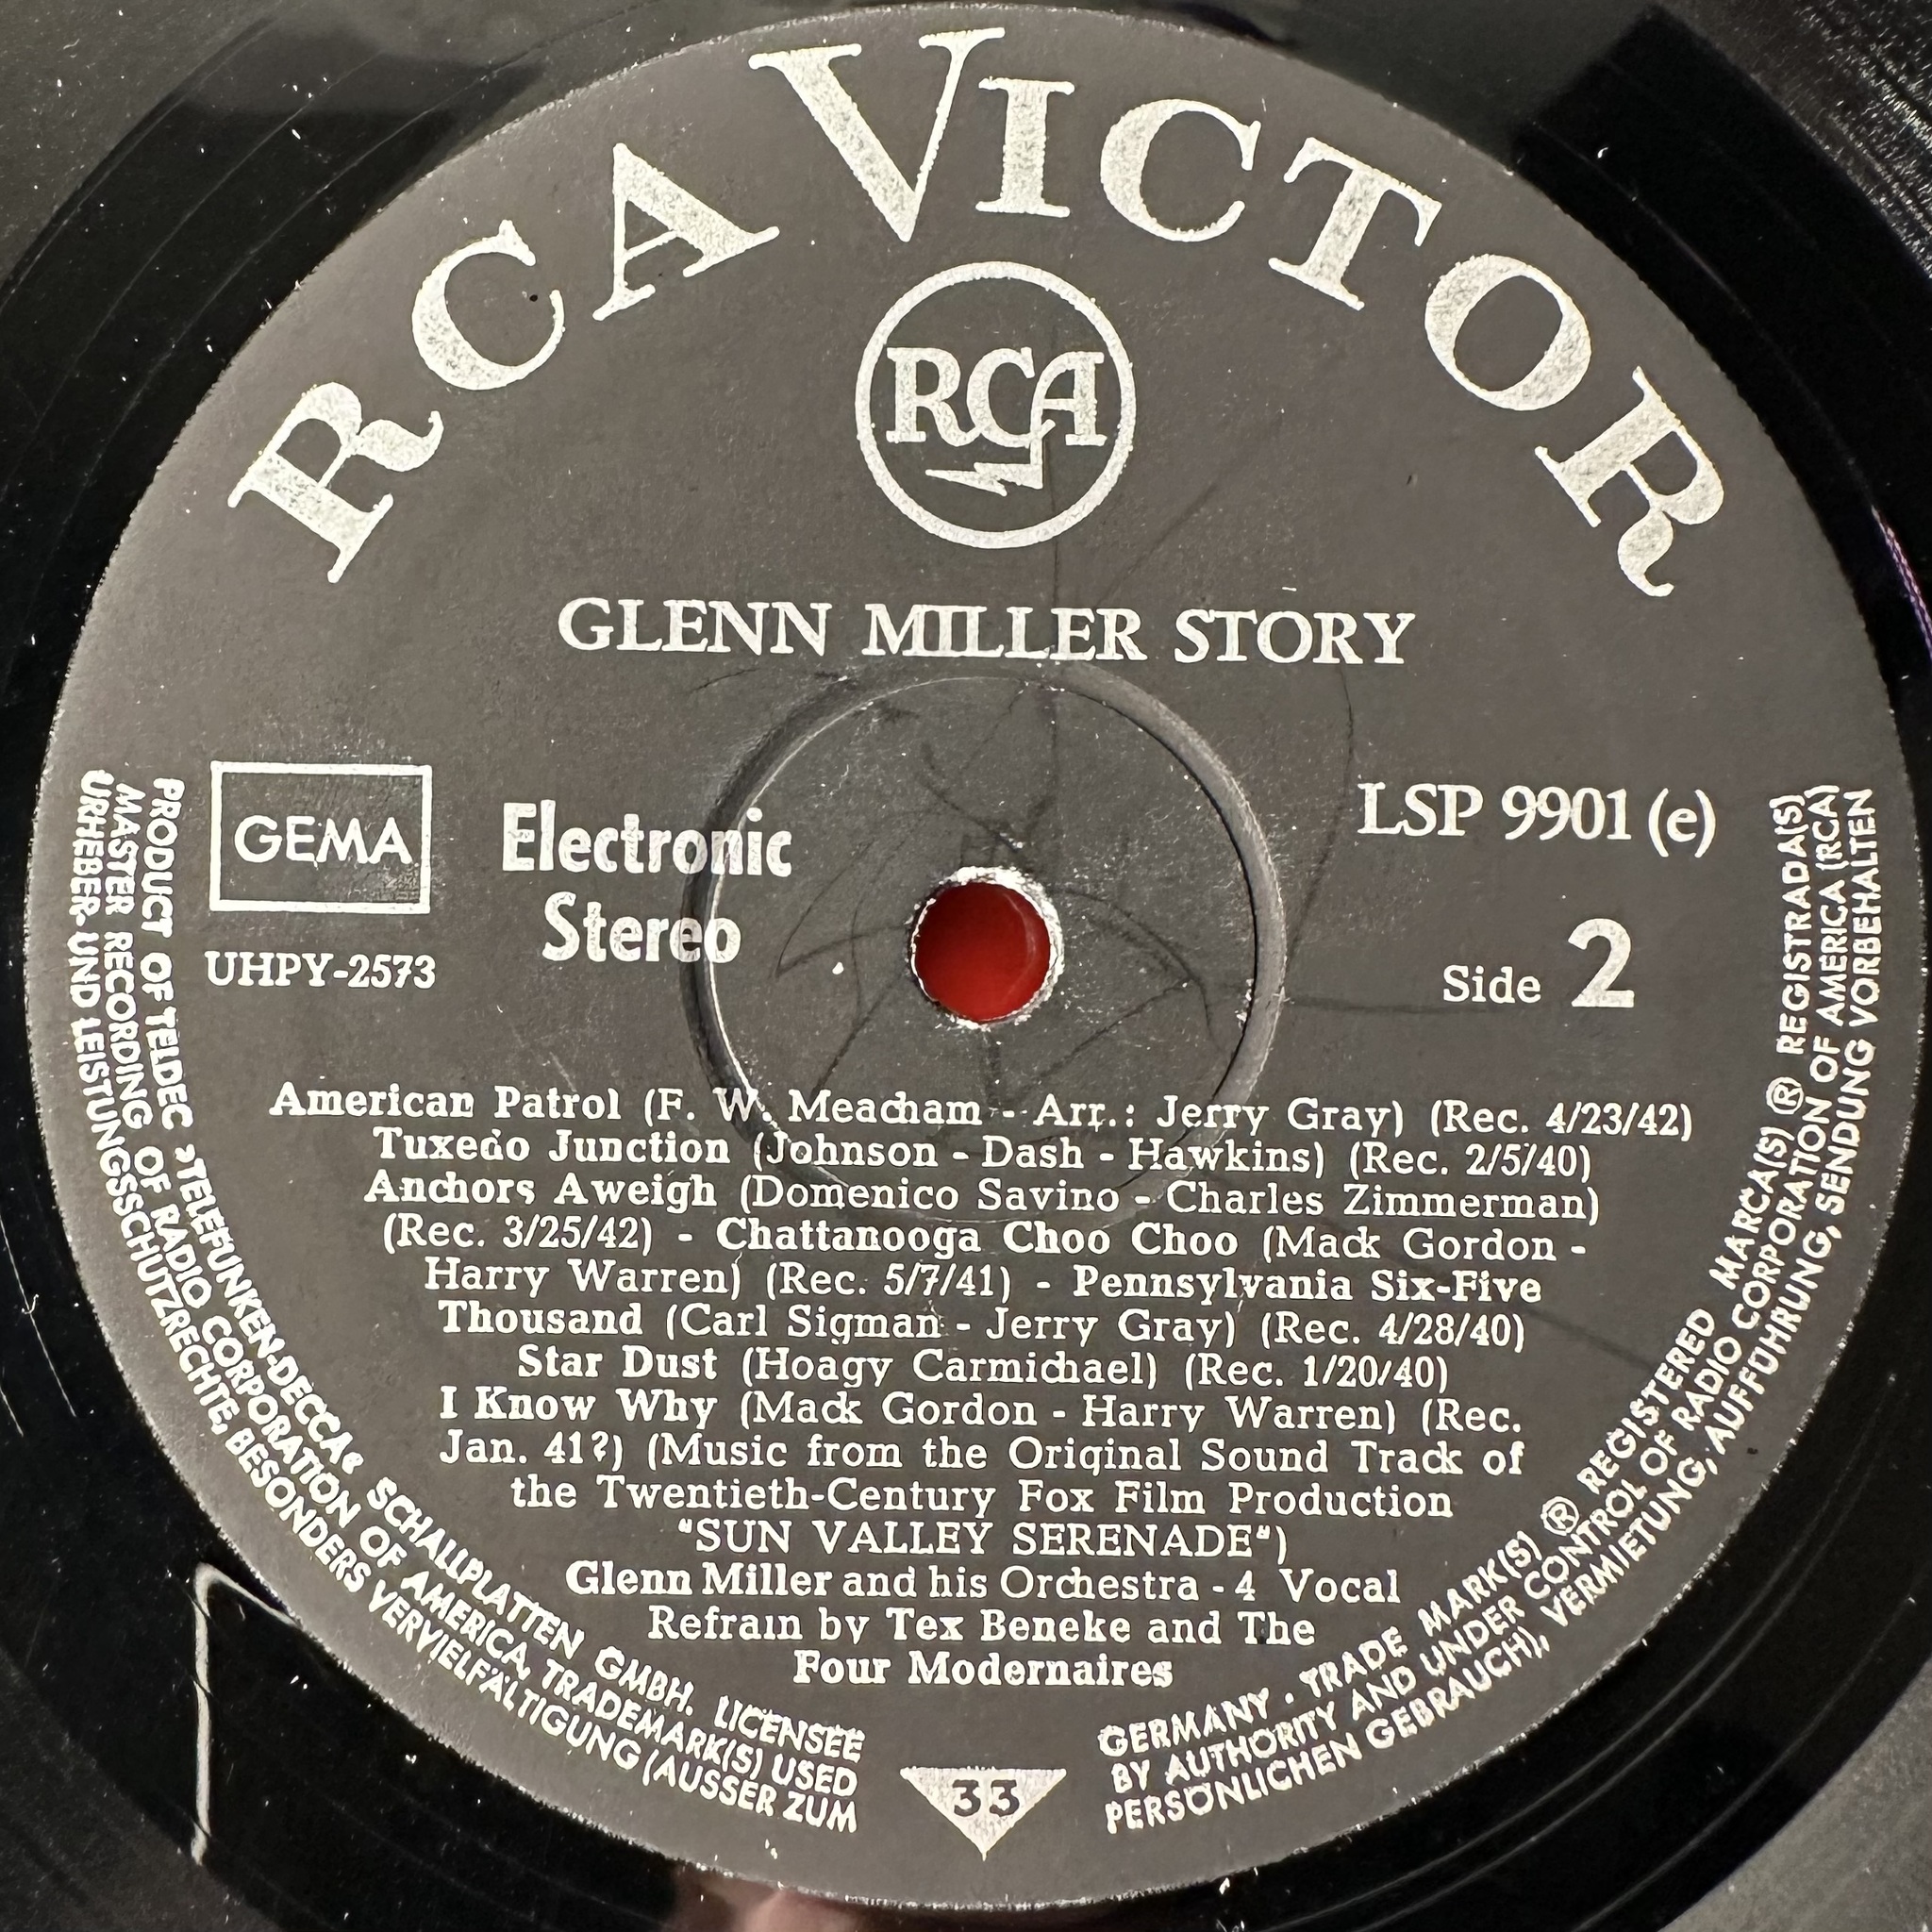 RCA VICTOR
RCA
GLENN MILLER STORY
GEMA
UHPY-2573
Electronic
Stereo
LSP 9901 (e)
Side 2
American Patrol (F. W. Meacham - Arr.: Jerry Gray) (Rec. 4/23/42)
Tuxedo Junction (Johnson - Dash - Hawkins) (Rec. 2/5/40)
Anchors Aweigh (Domenico Savino - Charles Zimmerman)
(Rec. 3/25/42) - Chattanooga Choo Choo (Mack Gordon -
Harry Warren) (Rec. 5/7/41) - Pennsylvania Six-Five
Thousand (Carl Sigman - Jerry Gray) (Rec. 4/28/40)
Star Dust (Hoagy Carmichael) (Rec. 1/20/40)
I Know Why (Mack Gordon - Harry Warren) (Rec.
Jan. 41?) (Music from the Original Sound Track of
the Twentieth-Century Fox Film Production
"SUN VALLEY SERENADE")
Glenn Miller and his Orchestra - 4 Vocal
Refrain by Tex Beneke and The
Four Modernaires
33
PRODUCT OF TELDEC »TELEFUNKEN-DECCA« SCHALLPLATTEN GMBH. LICENSEE
MASTER RECORDING OF RADIO CORPORATION OF AMERICA, TRADEMARK(S) USED
URHEBER- UND LEISTUNGSSCHUTZRECHTE, BESONDERS VERVIELFÄLTIGUNG (AUSSER ZUM
GERMANY · TRADE MARK(S) ® REGISTERED MARCA(S) ® REGISTRADA(S)
BY AUTHORITY AND UNDER CONTROL OF RADIO CORPORATION OF AMERICA (RCA)
PERSÖNLICHEN GEBRAUCH), VERMIETUNG, AUFFÜHRUNG, SENDUNG VORBEHALTEN